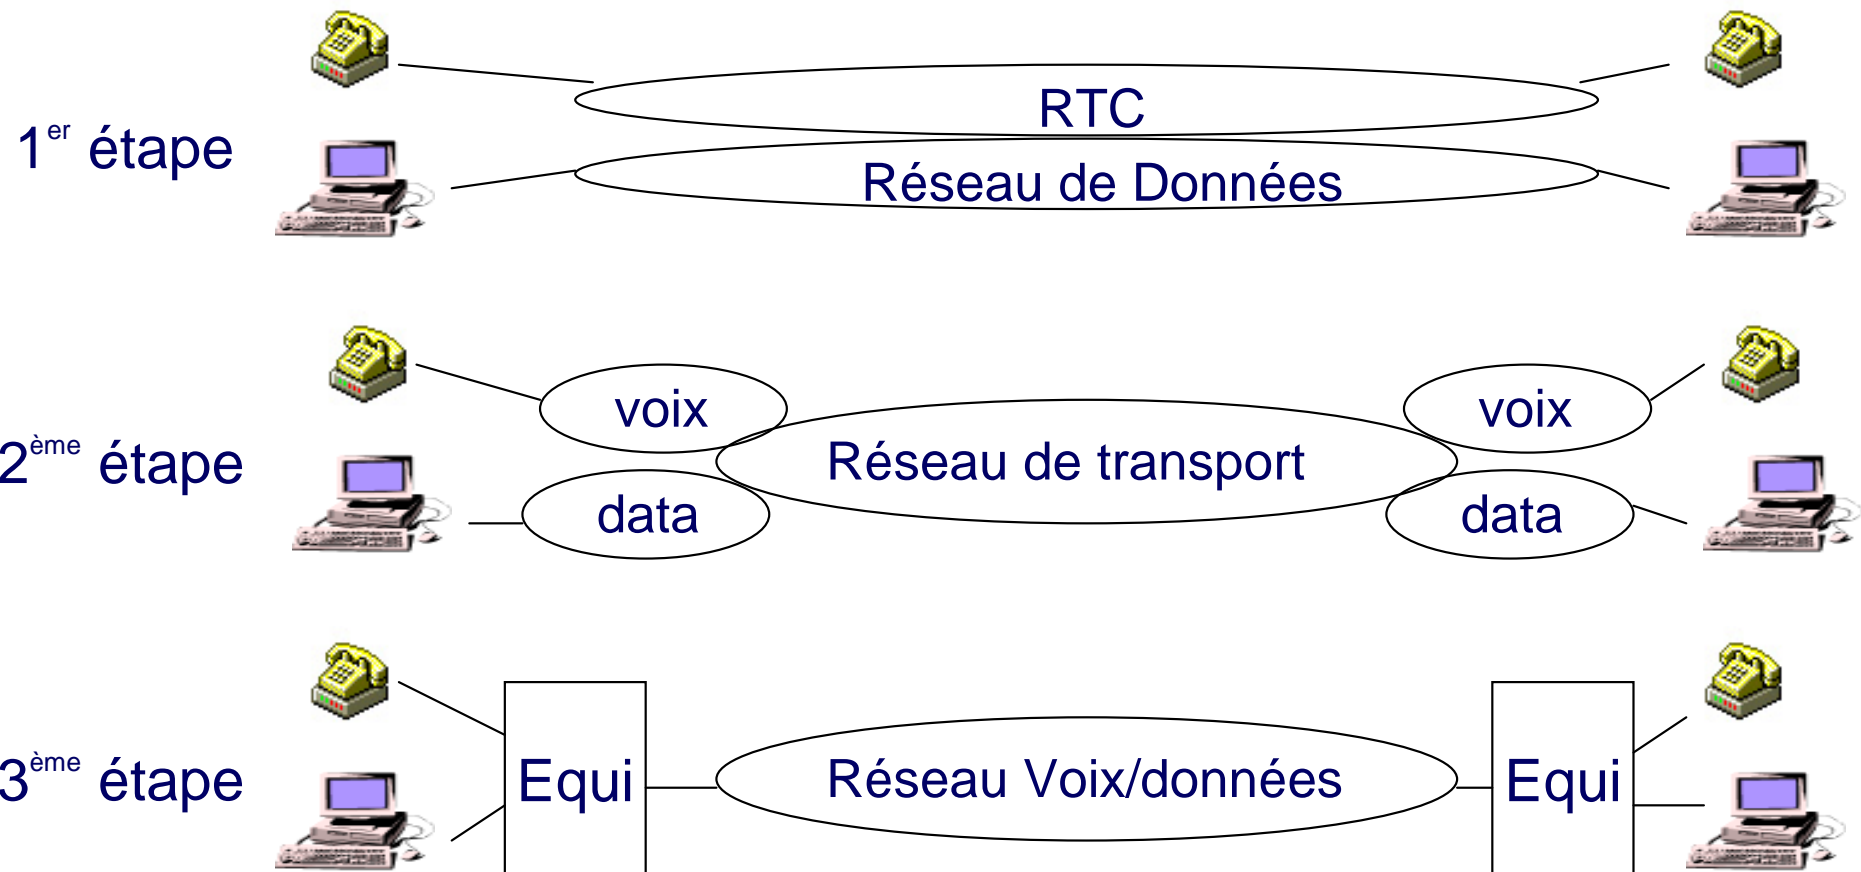 RTC
1er étape
Réseau de Données
voix
voix
2ème étape
Réseau de transport
data
data
3ème étape
Equi
Réseau Voix/données
Equi